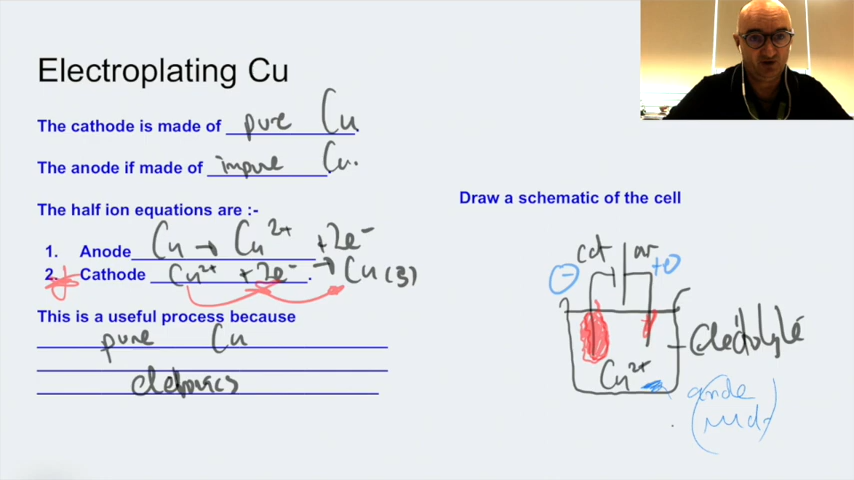 Electroplating Cu
The cathode is made of pure Cu.
The anode if made of impure Cu.
The half ion equations are :-
1. Anode Cu → Cu²⁺ + 2e⁻
2. Cathode Cu²⁺ + 2e⁻ → Cu (s)
This is a useful process because
pure Cu
Draw a schematic of the cell
cat an
⊖ +
Electrolyte
Cu²⁺
anode
mud